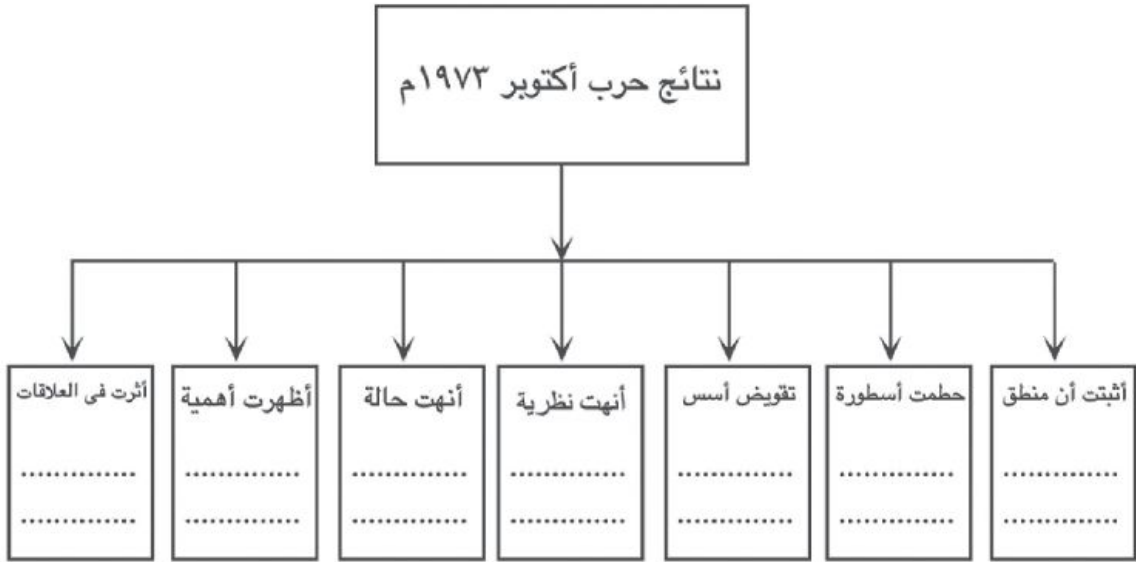 نتائج حرب أكتوبر ١٩٧٣م
أثبتت أن منطق
..............
..............
حطمت أسطورة
..............
..............
تقويض أسس
..............
..............
أنهت نظرية
..............
..............
أنهت حالة
..............
..............
أظهرت أهمية
..............
..............
أثرت فى العلاقات
..............
..............